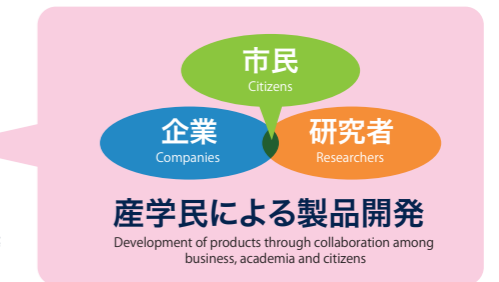 市民
Citizens
企業
Companies
研究者
Researchers
産学民による製品開発
Development of products through collaboration among
business, academia and citizens